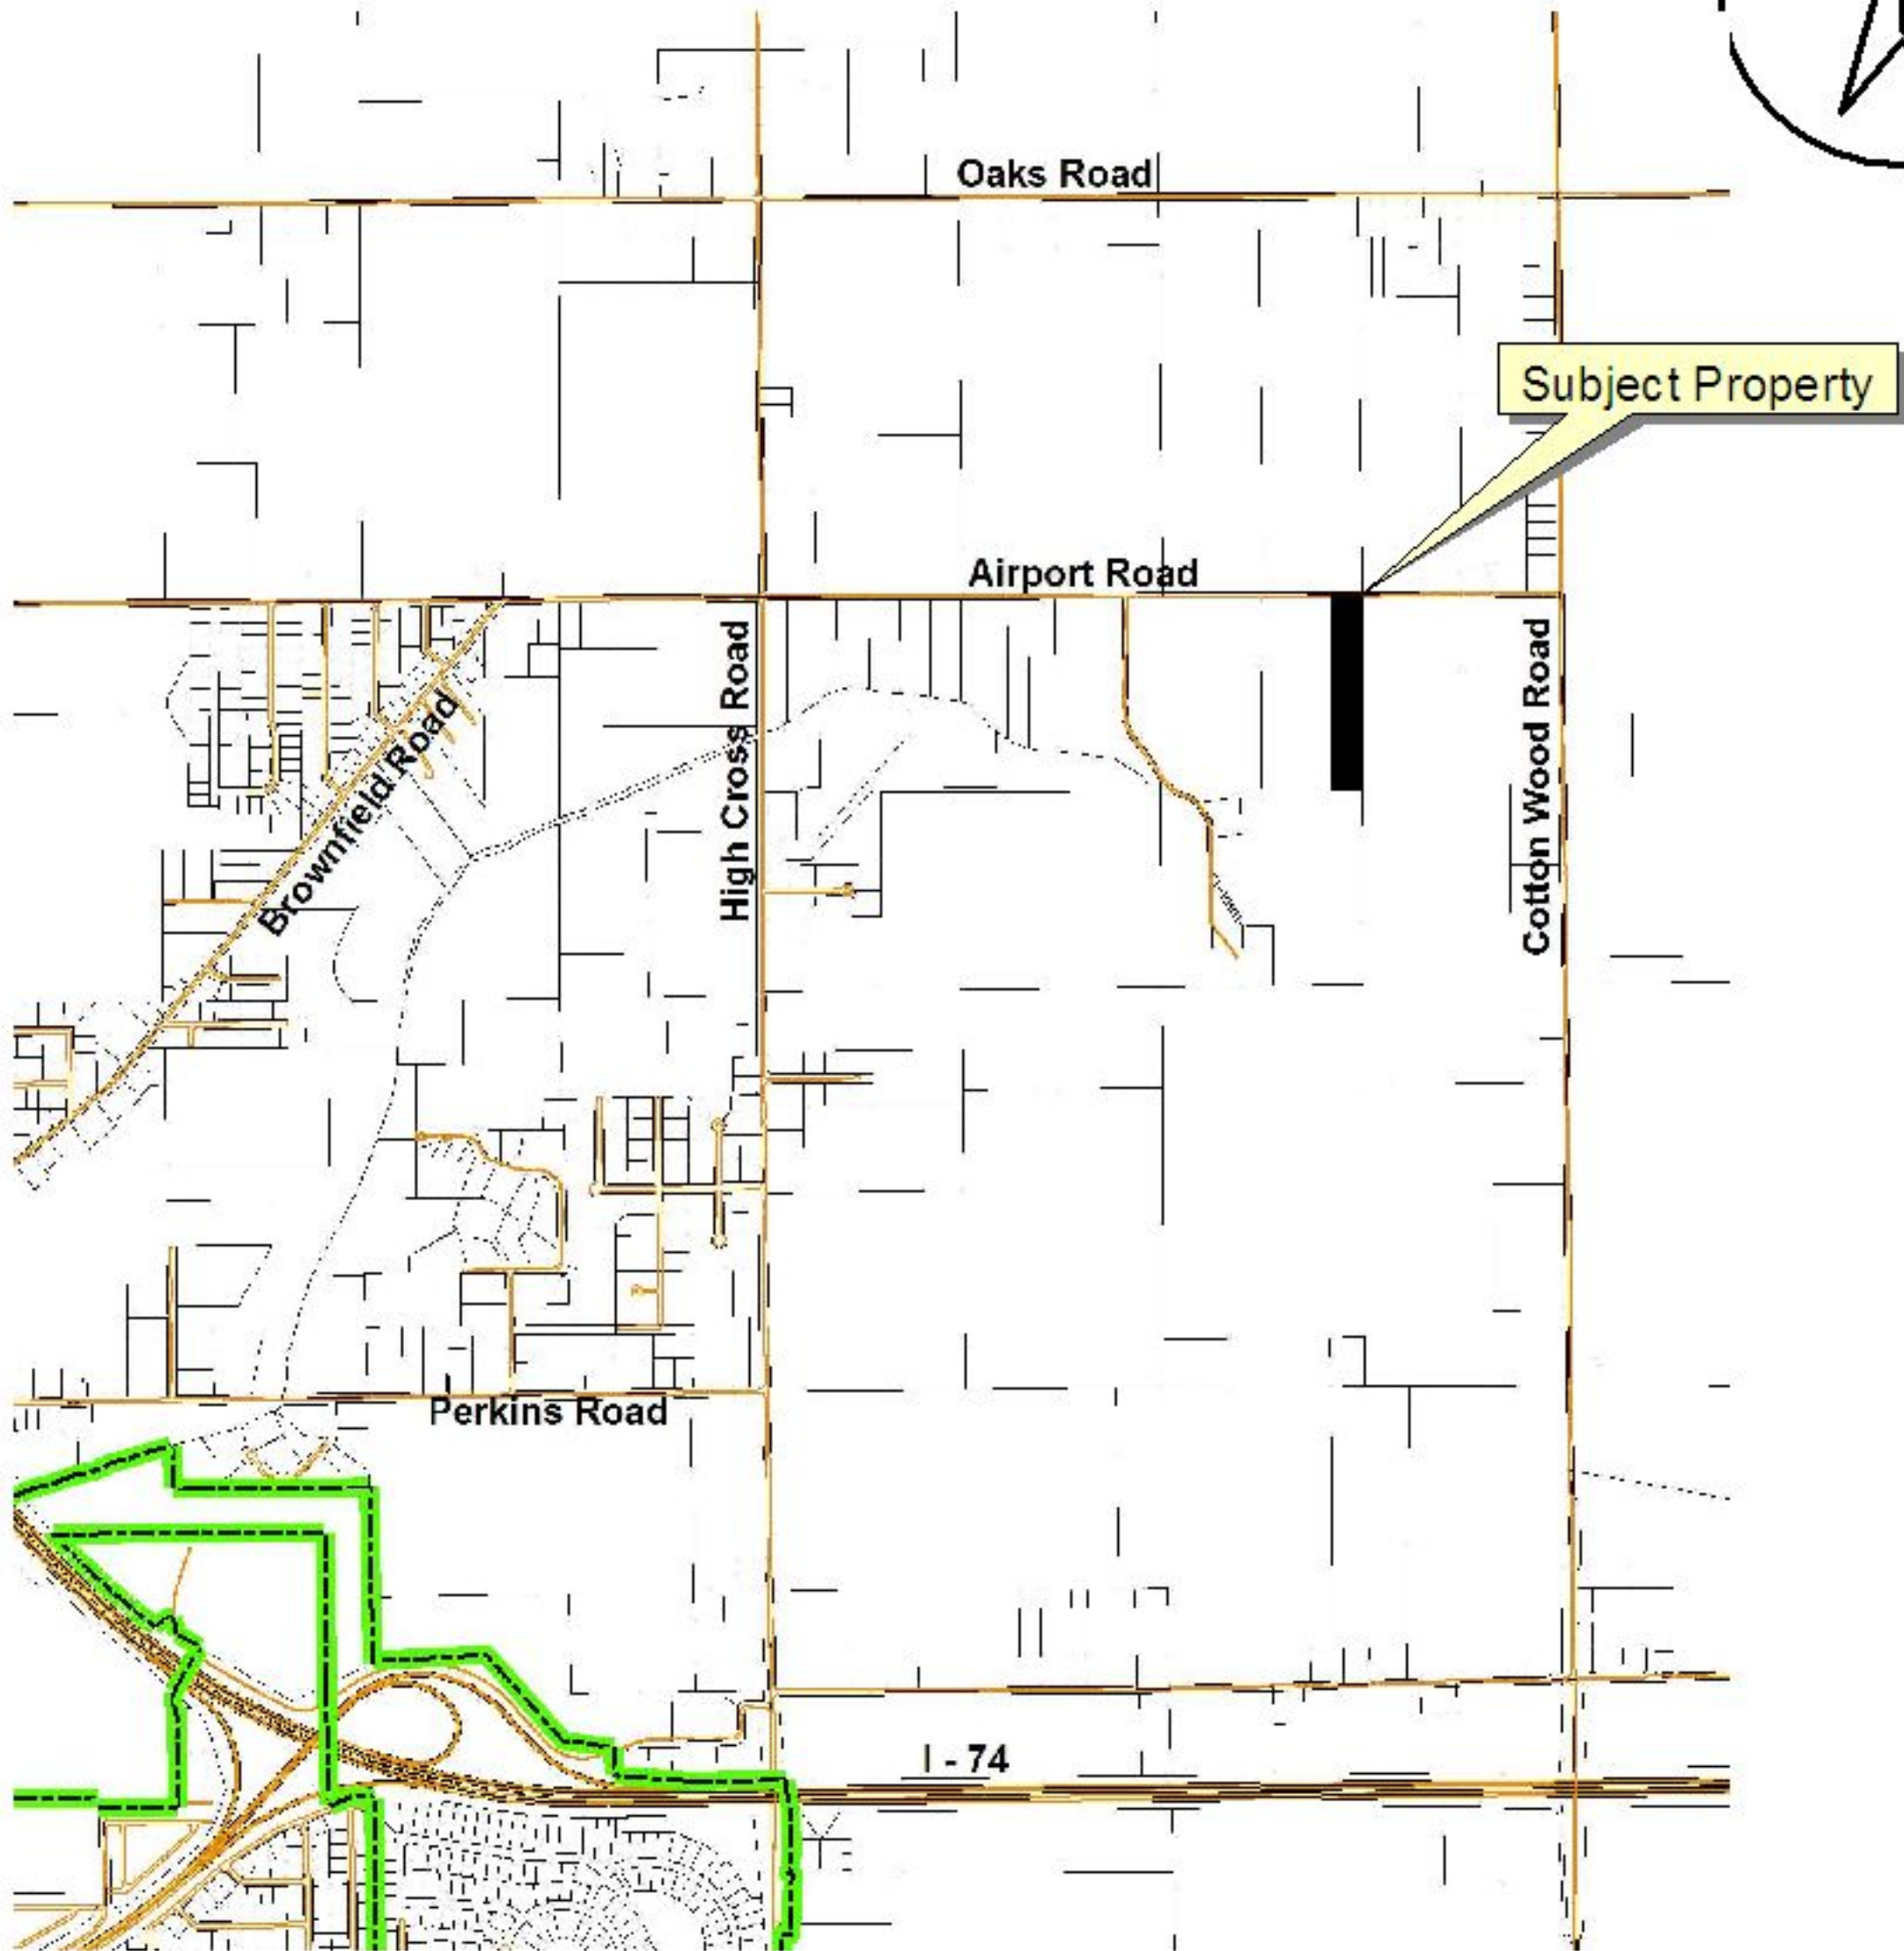 Oaks Road
Subject Property
Airport Road
High Cross Road
Cotton Wood Road
Brownfield Road
Perkins Road
I - 74